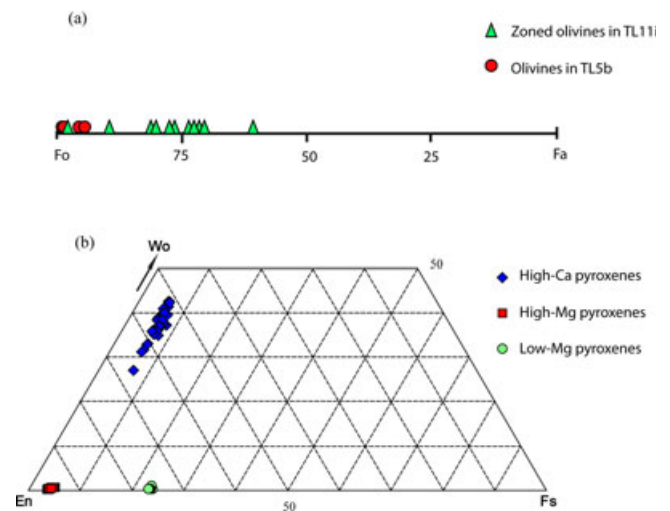 (a)
Zoned olivines in TL11i
Olivines in TL5b
Fo 75 50 25 Fa
(b)
Wo
50
High-Ca pyroxenes
High-Mg pyroxenes
Low-Mg pyroxenes
En 50 Fs